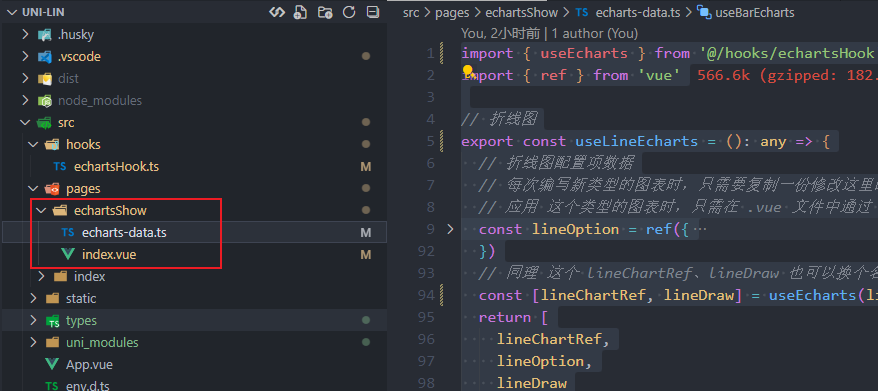 UNI-LIN
.husky
.vscode
dist
node_modules
src
hooks
TS echartsHook.ts M
pages
echartsShow
TS echarts-data.ts M
index.vue M
index
static
types
uni_modules
App.vue
env.d.ts
src > pages > echartsShow > TS echarts-data.ts > useBarEcharts
You, 2小时前 | 1 author (You)
1 import { useEcharts } from '@/hooks/echartsHook
2 import { ref } from 'vue' 566.6k (gzipped: 182.
3
4 // 折线图
5 export const useLineEcharts = (): any => {
6 // 折线图配置项数据
7 // 每次编写新类型的图表时，只需要复制一份修改这里的
8 // 应用 这个类型的图表时，只需在 .vue 文件中通过
9 const lineOption = ref({ ⋯
92 })
93 // 同理 这个 lineChartRef、lineDraw 也可以换个名
94 const [lineChartRef, lineDraw] = useEcharts(li
95 return [
96 lineChartRef,
97 lineOption,
98 lineDraw